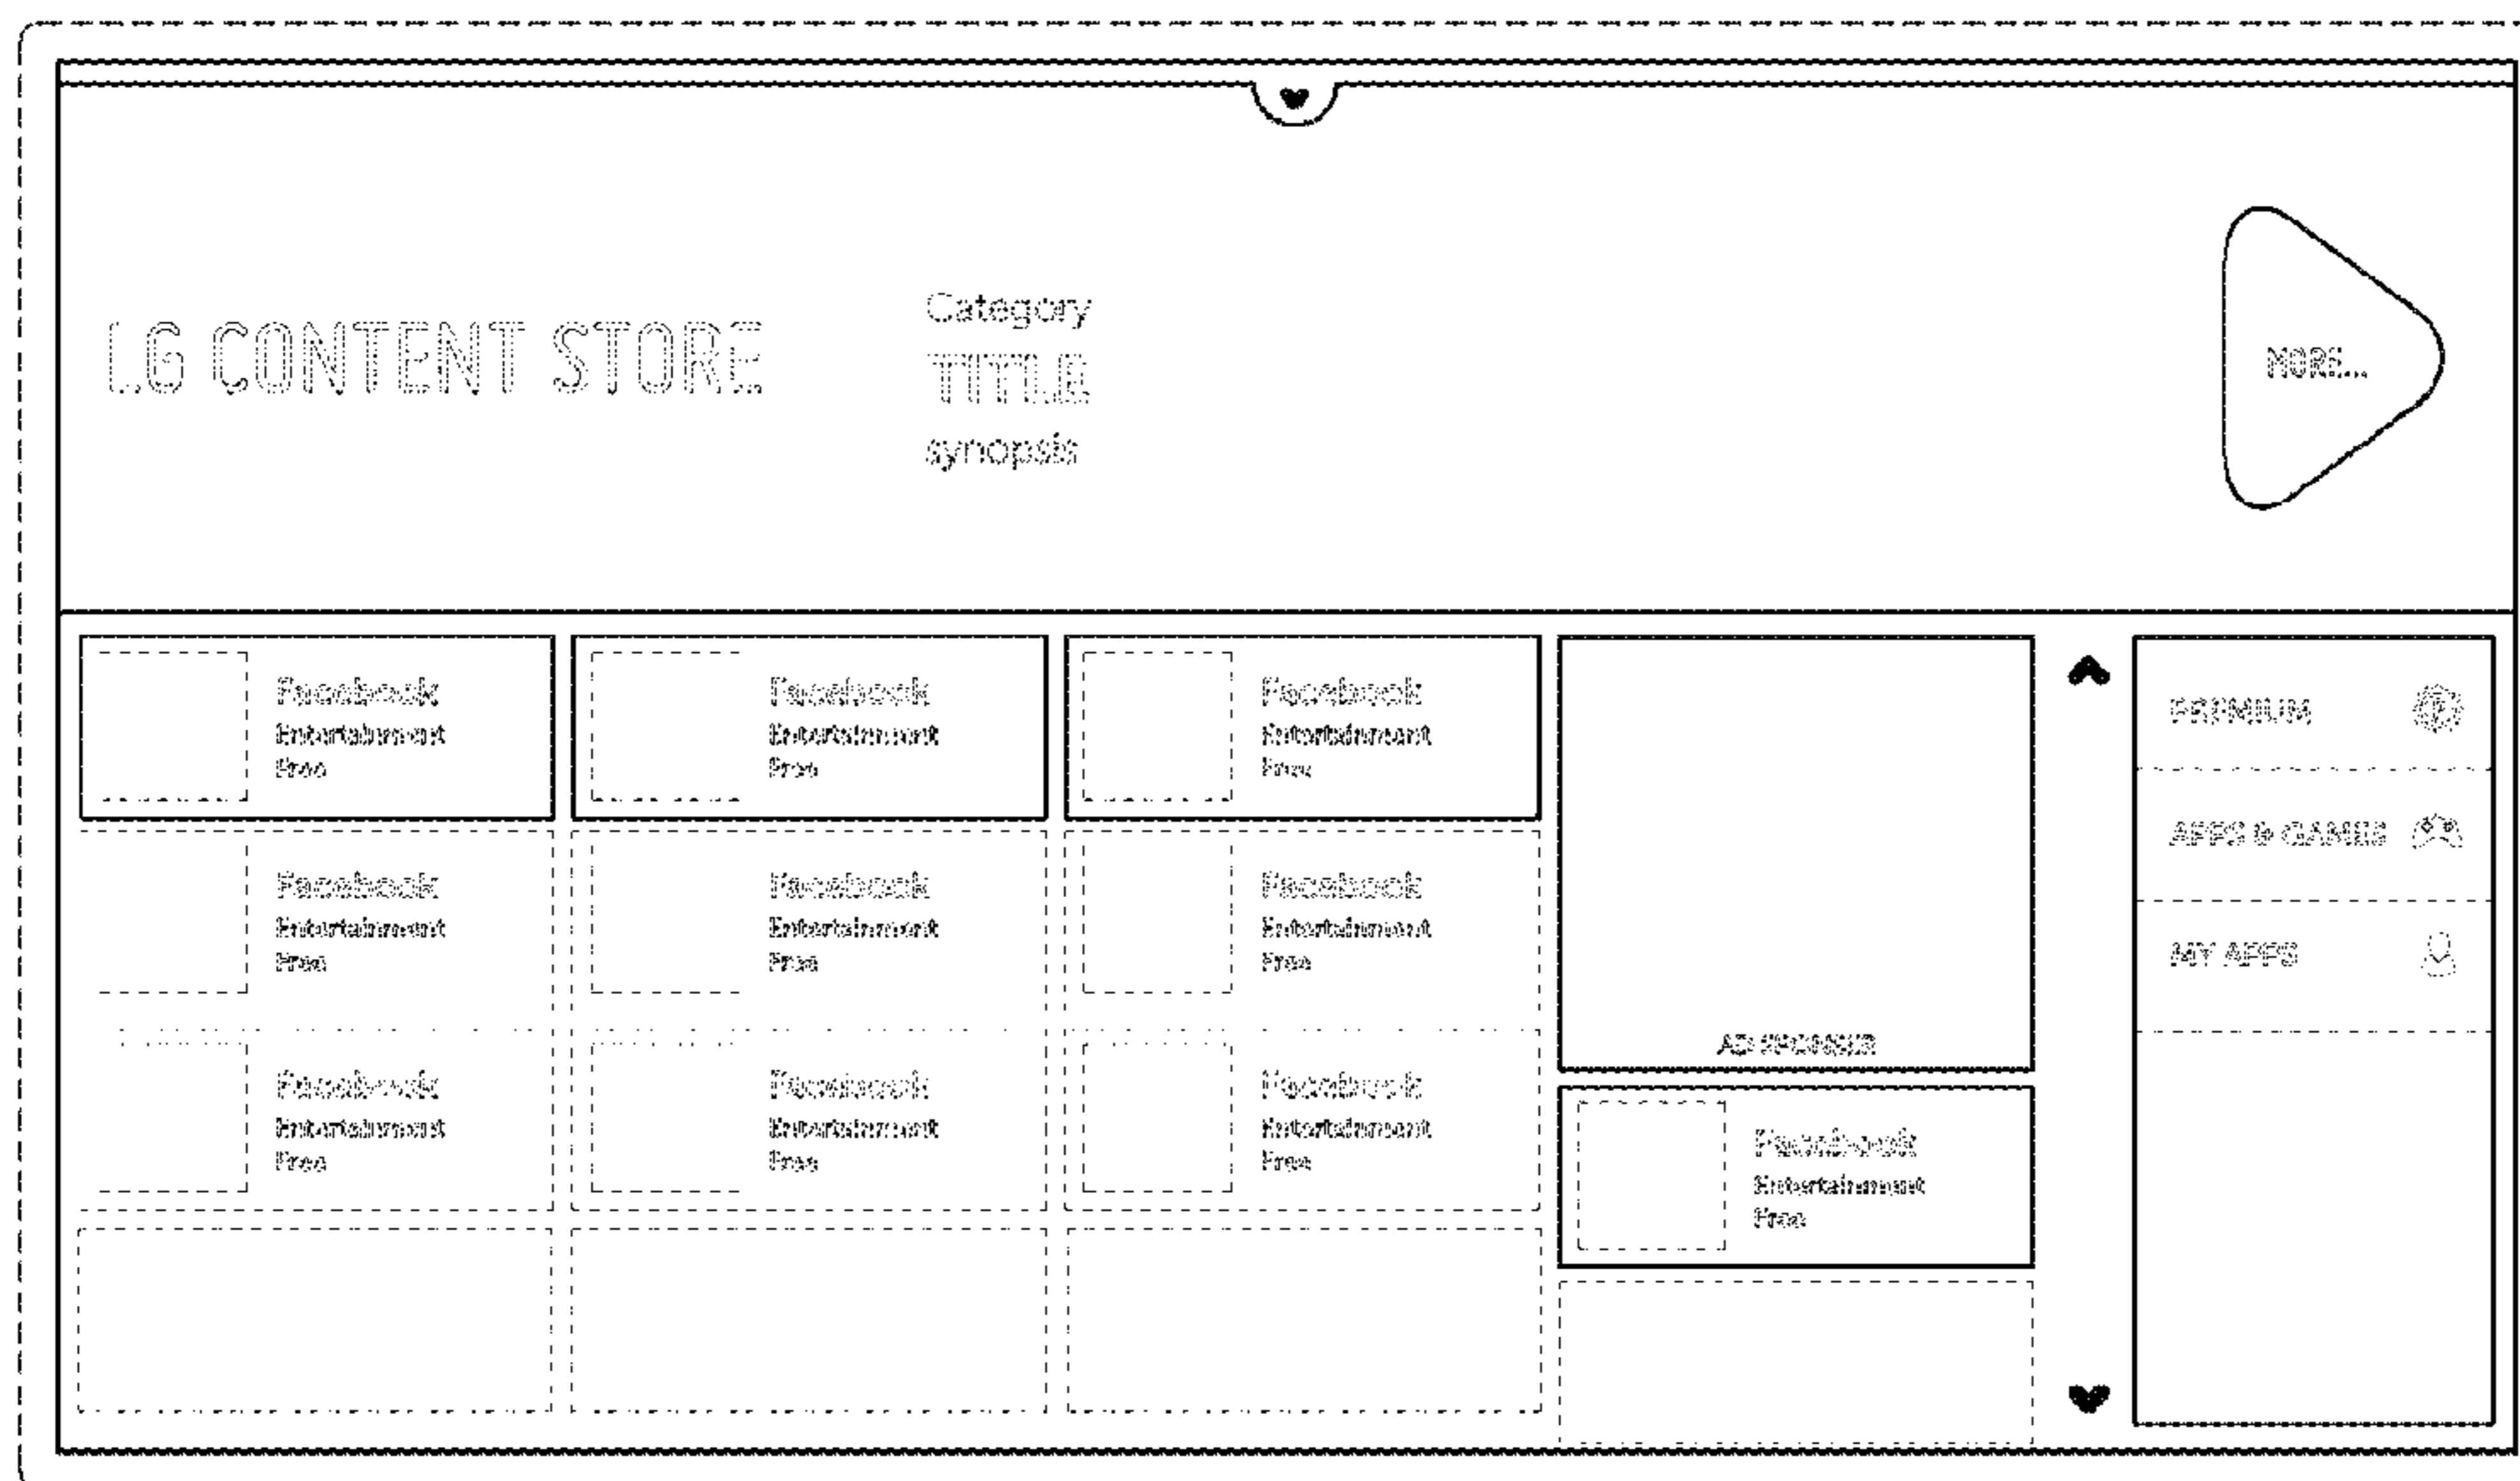 LG CONTENT STORE
Category
TITLE
synopsis
MORE...
Facebook
Entertainment
Free
Facebook
Entertainment
Free
Facebook
Entertainment
Free
Facebook
Entertainment
Free
Facebook
Entertainment
Free
Facebook
Entertainment
Free
Facebook
Entertainment
Free
Facebook
Entertainment
Free
Facebook
Entertainment
Free
AD SPONSER
Facebook
Entertainment
Free
PREMIUM
APPS & GAMES
MY APPS